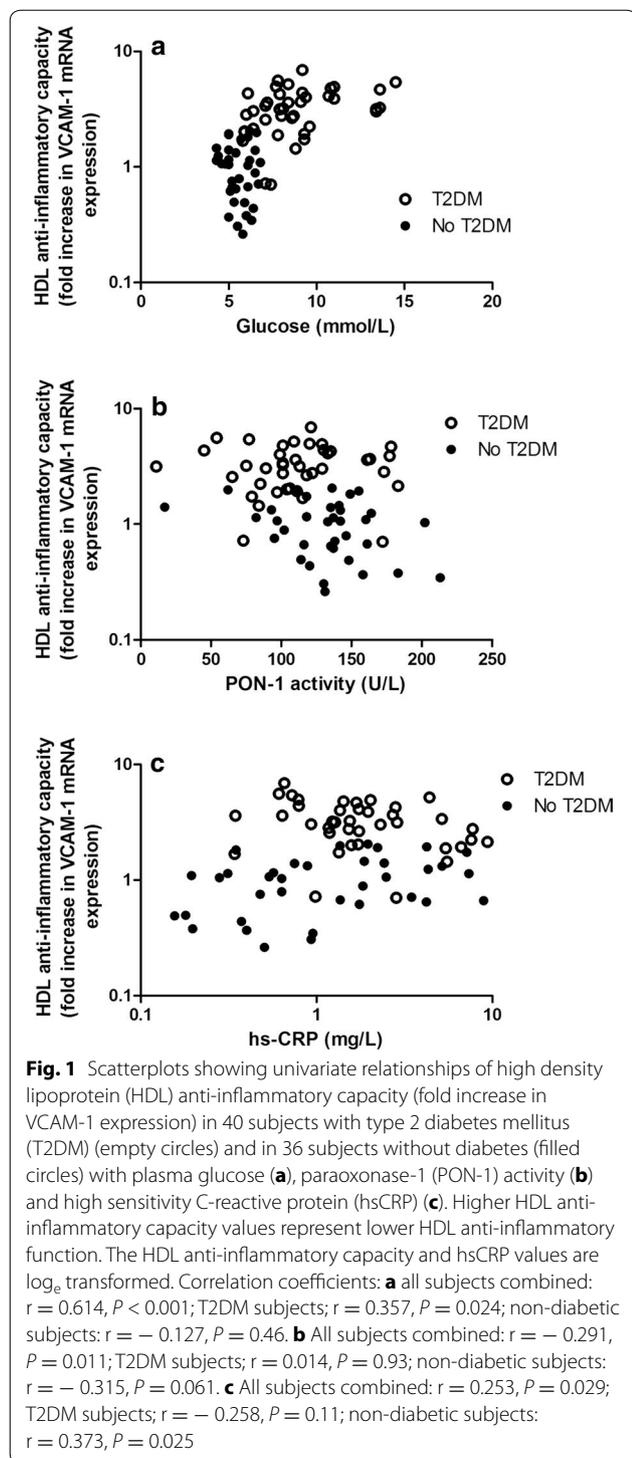 a
HDL anti-inflammatory capacity
(fold increase in VCAM-1 mRNA
expression)
10
1
0.1
0
5
10
15
20
Glucose (mmol/L)
T2DM
No T2DM
b
HDL anti-inflammatory capacity
(fold increase in VCAM-1 mRNA
expression)
10
1
0.1
0
50
100
150
200
250
PON-1 activity (U/L)
T2DM
No T2DM
c
HDL anti-inflammatory capacity
(fold increase in VCAM-1 mRNA
expression)
10
1
0.1
0.1
1
10
hs-CRP (mg/L)
T2DM
No T2DM
Fig. 1 Scatterplots showing univariate relationships of high density
lipoprotein (HDL) anti-inflammatory capacity (fold increase in
VCAM-1 expression) in 40 subjects with type 2 diabetes mellitus
(T2DM) (empty circles) and in 36 subjects without diabetes (filled
circles) with plasma glucose (a), paraoxonase-1 (PON-1) activity (b)
and high sensitivity C-reactive protein (hsCRP) (c). Higher HDL anti-
inflammatory capacity values represent lower HDL anti-inflammatory
function. The HDL anti-inflammatory capacity and hsCRP values are
logₑ transformed. Correlation coefficients: a all subjects combined:
r = 0.614, P < 0.001; T2DM subjects; r = 0.357, P = 0.024; non-diabetic
subjects: r = − 0.127, P = 0.46. b All subjects combined: r = − 0.291,
P = 0.011; T2DM subjects; r = 0.014, P = 0.93; non-diabetic subjects:
r = − 0.315, P = 0.061. c All subjects combined: r = 0.253, P = 0.029;
T2DM subjects; r = − 0.258, P = 0.11; non-diabetic subjects:
r = 0.373, P = 0.025